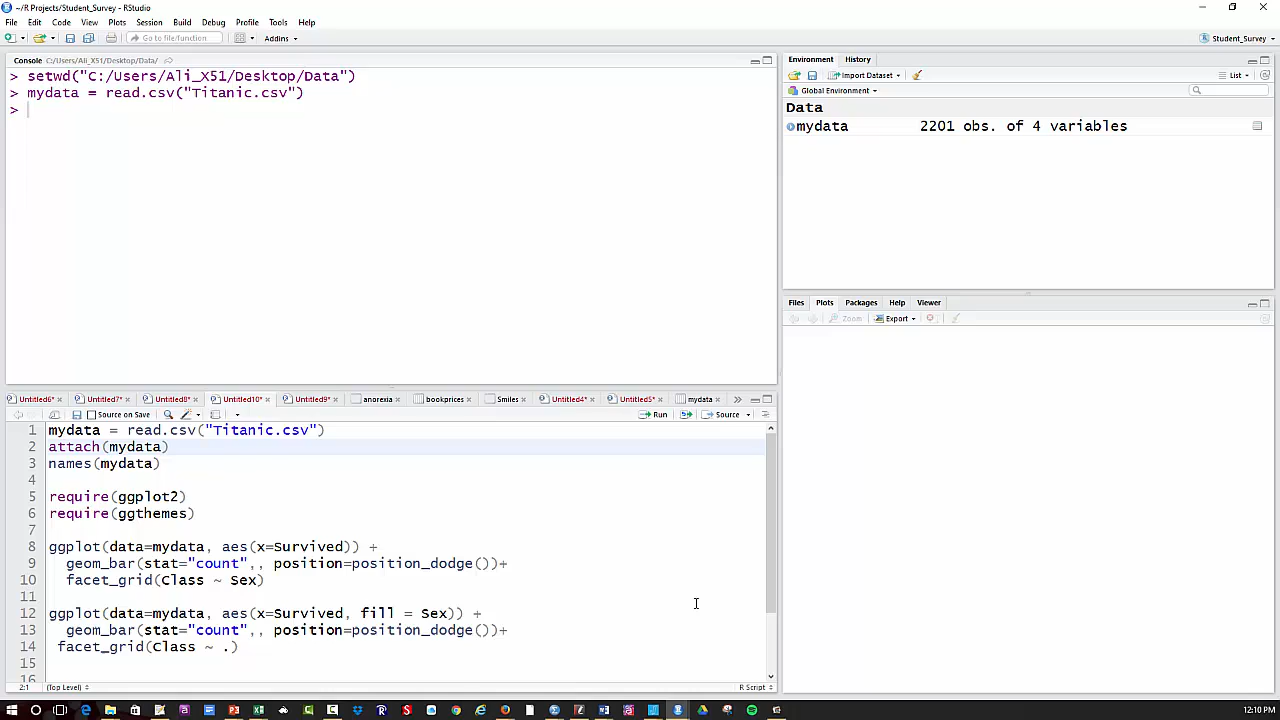 ~/R Projects/Student_Survey - RStudio
File Edit Code View Plots Session Build Debug Profile Tools Help
Go to file/function Addins Student_Survey
Console C:/Users/Ali_X51/Desktop/Data/
> setwd("C:/Users/Ali_X51/Desktop/Data")
> mydata = read.csv("Titanic.csv")
>
Environment History
Import Dataset List
Global Environment
Data
mydata 2201 obs. of 4 variables
Files Plots Packages Help Viewer
Zoom Export
Untitled6* Untitled7* Untitled8* Untitled10* Untitled9* anorexia bookprices Smiles Untitled4* Untitled5* mydata
Source on Save Run Source
1 mydata = read.csv("Titanic.csv")
2 attach(mydata)
3 names(mydata)
4
5 require(ggplot2)
6 require(ggthemes)
7
8 ggplot(data=mydata, aes(x=Survived)) +
9 geom_bar(stat="count",, position=position_dodge())+
10 facet_grid(Class ~ Sex)
11
12 ggplot(data=mydata, aes(x=Survived, fill = Sex)) +
13 geom_bar(stat="count",, position=position_dodge())+
14 facet_grid(Class ~ .)
15
16
2:1 (Top Level) R Script
12:10 PM